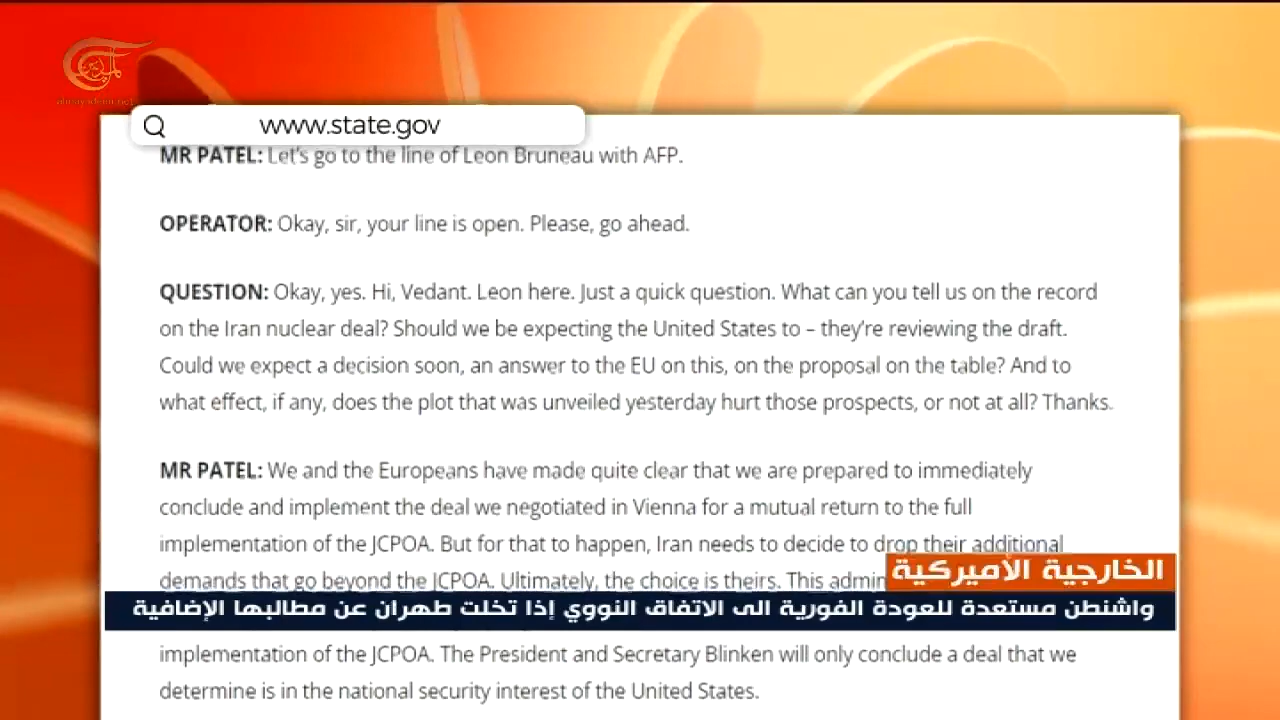 الميادين
almayadeen.net
www.state.gov
MR PATEL: Let's go to the line of Leon Bruneau with AFP.
OPERATOR: Okay, sir, your line is open. Please, go ahead.
QUESTION: Okay, yes. Hi, Vedant. Leon here. Just a quick question. What can you tell us on the record
on the Iran nuclear deal? Should we be expecting the United States to – they're reviewing the draft.
Could we expect a decision soon, an answer to the EU on this, on the proposal on the table? And to
what effect, if any, does the plot that was unveiled yesterday hurt those prospects, or not at all? Thanks.
MR PATEL: We and the Europeans have made quite clear that we are prepared to immediately
conclude and implement the deal we negotiated in Vienna for a mutual return to the full
implementation of the JCPOA. But for that to happen, Iran needs to decide to drop their additional
demands that go beyond the JCPOA. Ultimately, the choice is theirs. This admin
الخارجية الأميركية
واشنطن مستعدة للعودة الفورية الى الاتفاق النووي إذا تخلت طهران عن مطالبها الإضافية
implementation of the JCPOA. The President and Secretary Blinken will only conclude a deal that we
determine is in the national security interest of the United States.